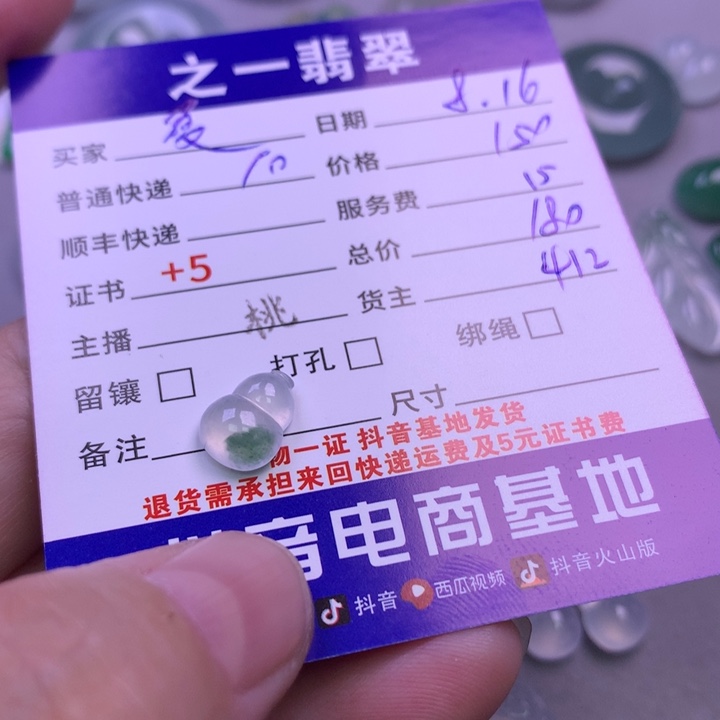 之一翡翠
买家 日期 8.16
普通快递 10 价格 150
顺丰快递 服务费 15
证书 +5 总价 180
主播 桃 货主 412
留镶 打孔 绑绳
备注 尺寸
物一证 抖音基地发货
退货需承担来回快递运费及5元证书费
音电商基地
抖音 西瓜视频 抖音火山版